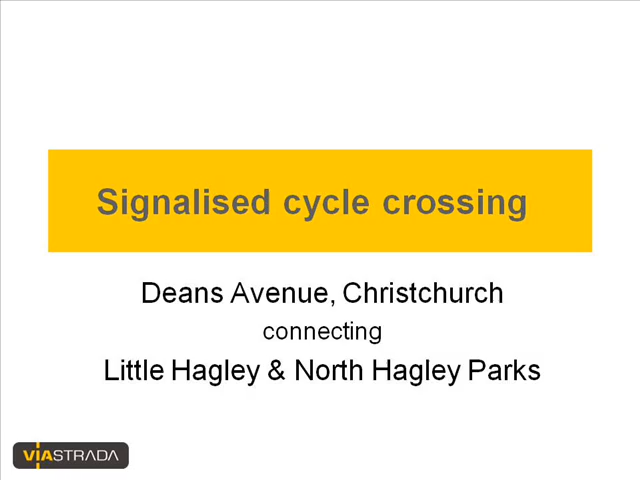 Signalised cycle crossing
Deans Avenue, Christchurch
connecting
Little Hagley & North Hagley Parks
VIASTRADA